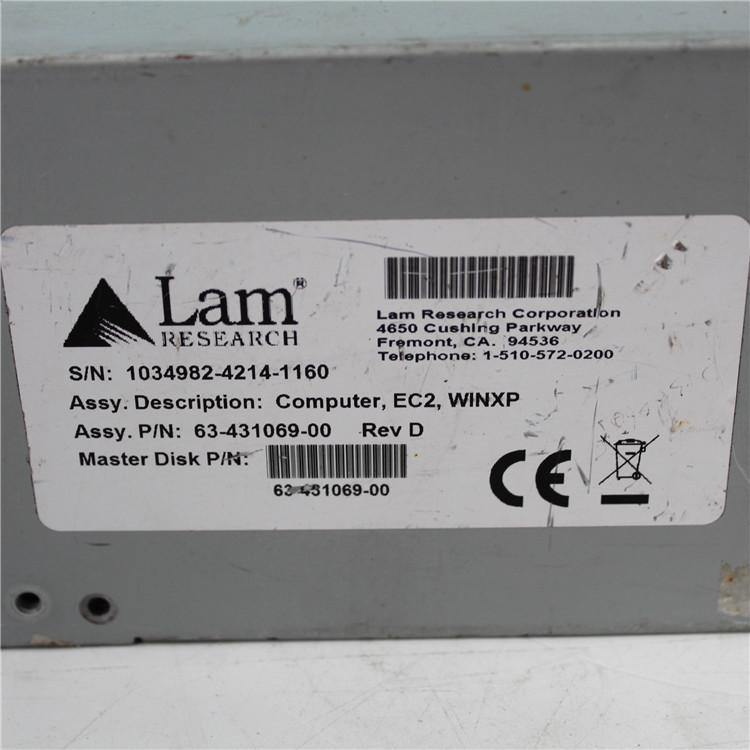 Lam®
RESEARCH
Lam Research Corporation
4650 Cushing Parkway
Fremont, CA. 94536
Telephone: 1-510-572-0200
S/N: 1034982-4214-1160
Assy. Description: Computer, EC2, WINXP
Assy. P/N: 63-431069-00 Rev D
Master Disk P/N:
63-431069-00
CE